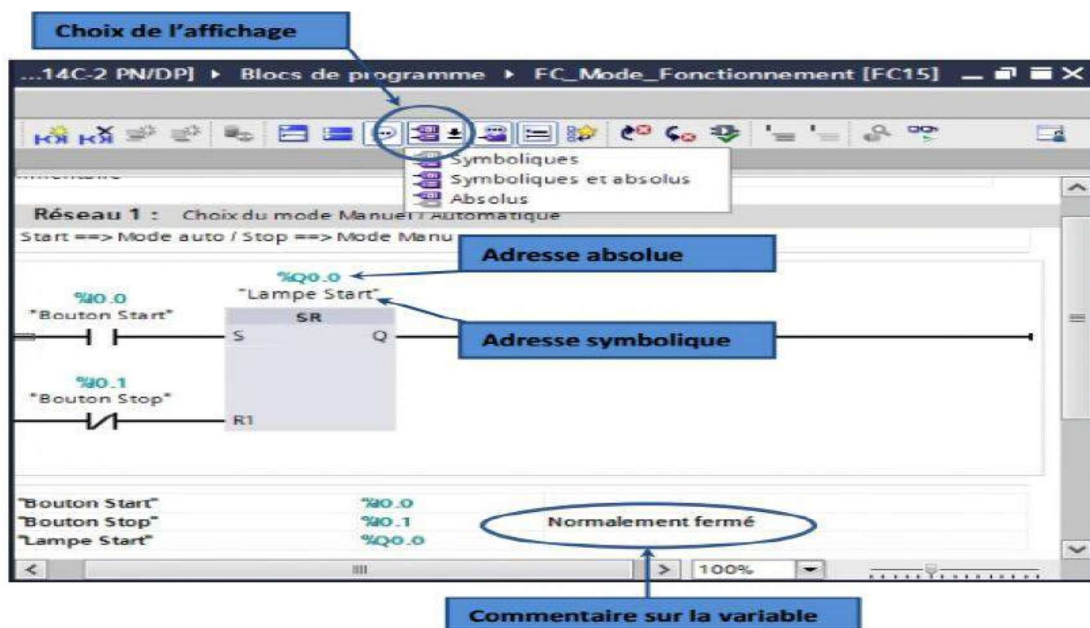 Choix de l'affichage
...14C-2 PN/DP] ▸ Blocs de programme ▸ FC_Mode_Fonctionnement [FC15]
Symboliques
Symboliques et absolus
Absolus
Réseau 1 : Choix du mode Manuel / Automatique
Start ==> Mode auto / Stop ==> Mode Manu
Adresse absolue
%Q0.0
"Lampe Start"
%I0.0
"Bouton Start"
SR
S Q
Adresse symbolique
%I0.1
"Bouton Stop"
R1
"Bouton Start" %I0.0
"Bouton Stop" %I0.1 Normalement fermé
"Lampe Start" %Q0.0
100%
Commentaire sur la variable